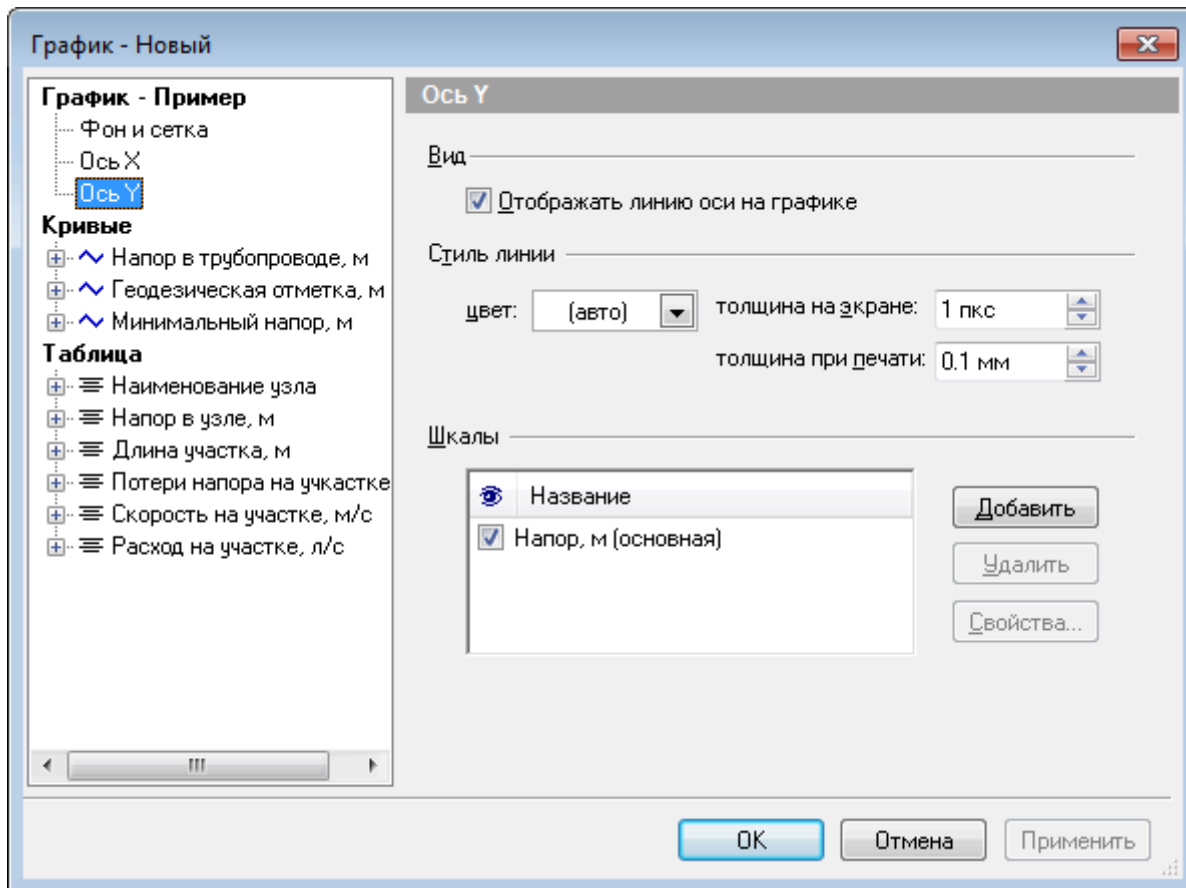 График - Новый
График - Пример
Фон и сетка
Ось X
Ось Y
Кривые
Напор в трубопроводе, м
Геодезическая отметка, м
Минимальный напор, м
Таблица
Наименование узла
Напор в узле, м
Длина участка, м
Потери напора на учкастке
Скорость на участке, м/с
Расход на участке, л/с
Ось Y
Вид
Отображать линию оси на графике
Стиль линии
цвет: (авто) толщина на экране: 1 пкс
толщина при печати: 0.1 мм
Шкалы
Название
Напор, м (основная)
Добавить
Удалить
Свойства...
OK Отмена Применить